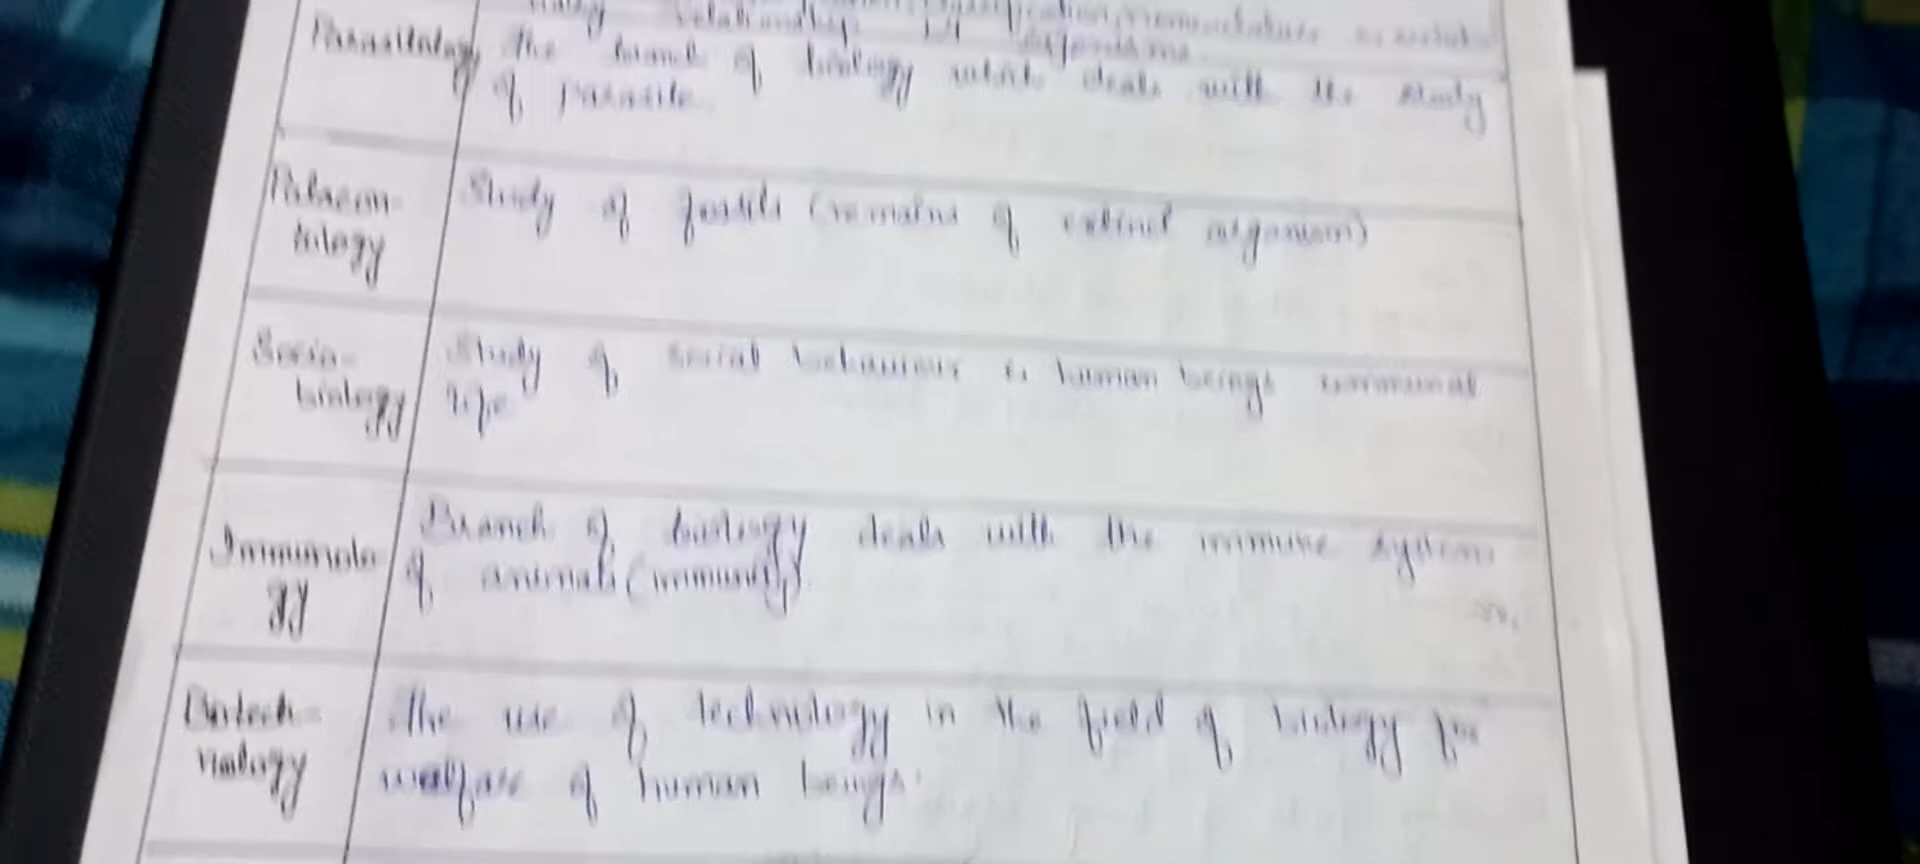 relationship organisms
Parasitology The branch of biology which deals with the study
of parasite.
Palaeon- Study of fossils (remains of extinct organism)
tology
Socio- Study of social behaviour & human beings communal
biology life
Immunolo Branch of biology deals with the immune system
gy of animals (immunity).
Biotech- The use of technology in the field of biology for
nology welfare of human beings.